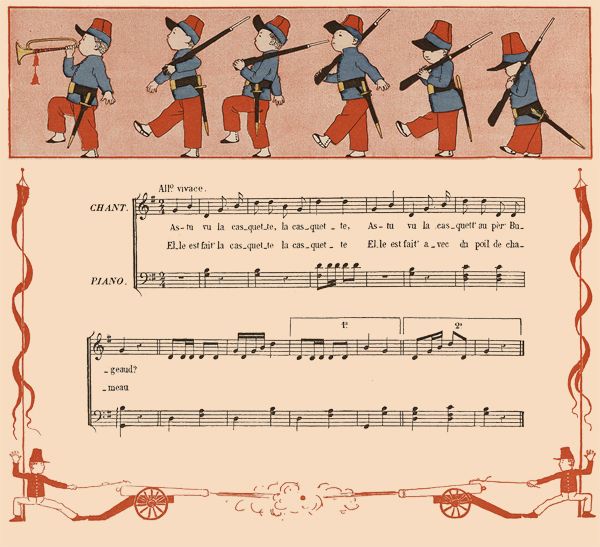 All.º vivace.
CHANT.
As-tu vu la cas-quet-te, la cas-quet-te, As-tu vu la cas-quett' au pèr' Bu-
El-le est fait' la cas-quet-te la cas-quet-te El-le est fait' a-vec du poil de cha-
PIANO.
1º
2º
-geaud?
-meau